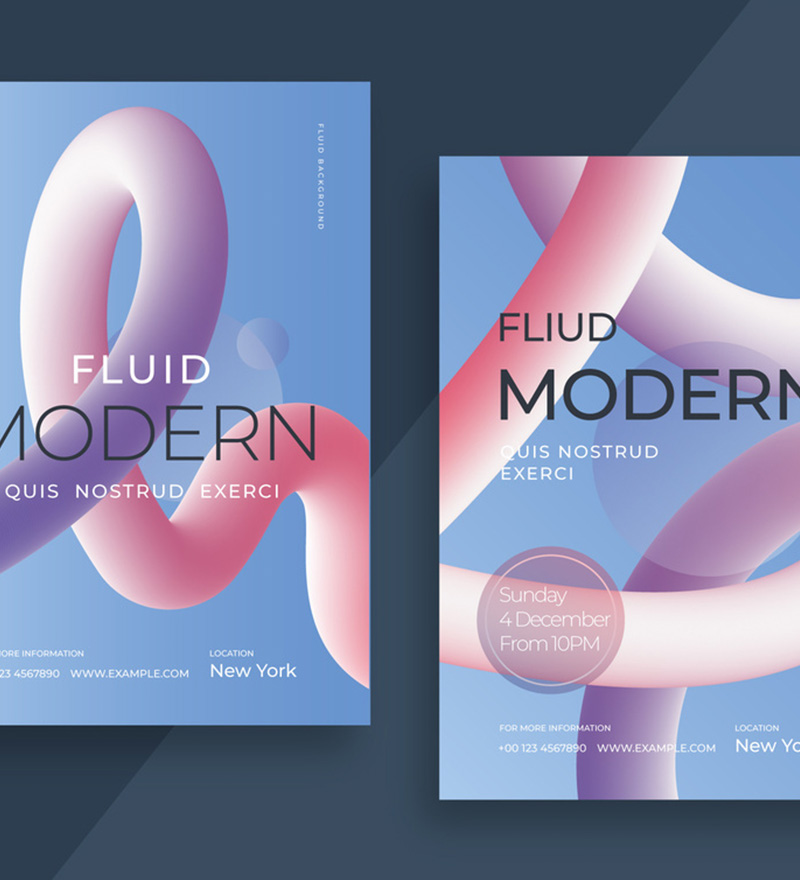 FLUID BACKGROUND
FLUID
MODERN
QUIS NOSTRUD EXERCI
ORE INFORMATION
23 4567890 WWW.EXAMPLE.COM
LOCATION
New York
FLIUD
MODERN
QUIS NOSTRUD
EXERCI
Sunday
4 December
From 10PM
FOR MORE INFORMATION
+00 123 4567890 WWW.EXAMPLE.COM
LOCATION
New Yo